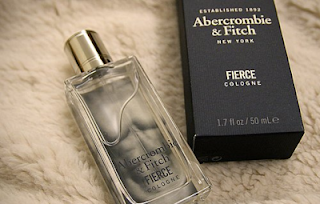 ESTABLISHED 1892
Abercrombie
& Fitch
NEW YORK
FIERCE
COLOGNE
1.7 fl oz / 50 mL e
Abercrombie
& Fitch
FIERCE
COLOGNE